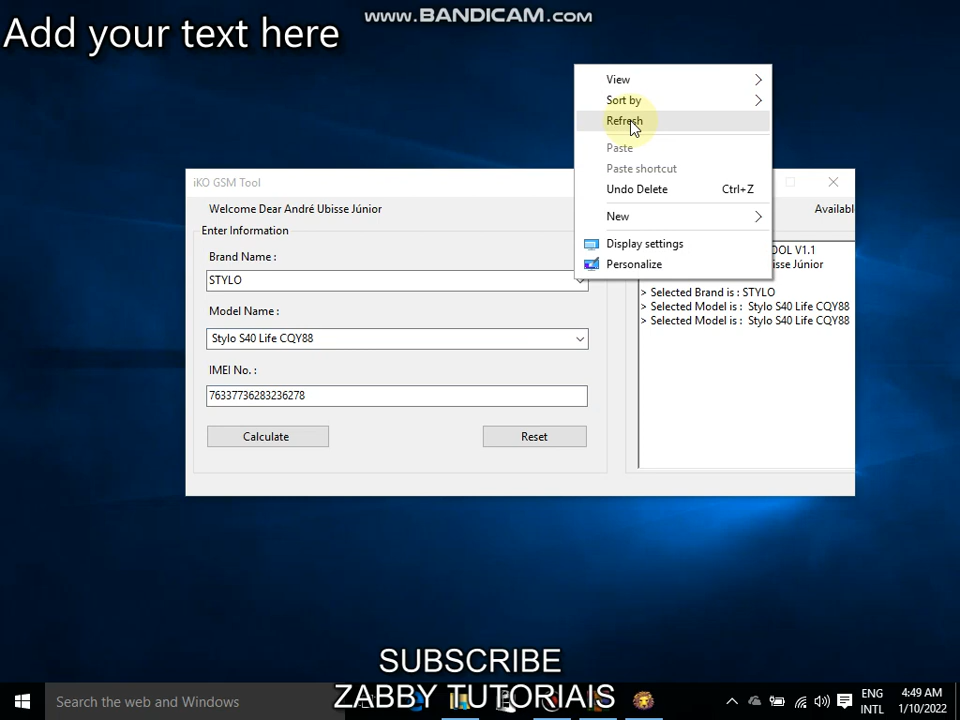 www.BANDICAM.com
Add your text here
View
Sort by
Refresh
Paste
Paste shortcut
Undo Delete Ctrl+Z
New
Display settings
Personalize
iKO GSM Tool
Welcome Dear André Ubisse Júnior
Availabl
Enter Information
Brand Name :
STYLO
Model Name :
Stylo S40 Life CQY88
IMEI No. :
76337736283236278
Calculate
Reset
OOL V1.1
isse Júnior
> Selected Brand is : STYLO
> Selected Model is : Stylo S40 Life CQY88
> Selected Model is : Stylo S40 Life CQY88
SUBSCRIBE
ZABBY TUTORIAIS
Search the web and Windows
ENG
INTL
4:49 AM
1/10/2022